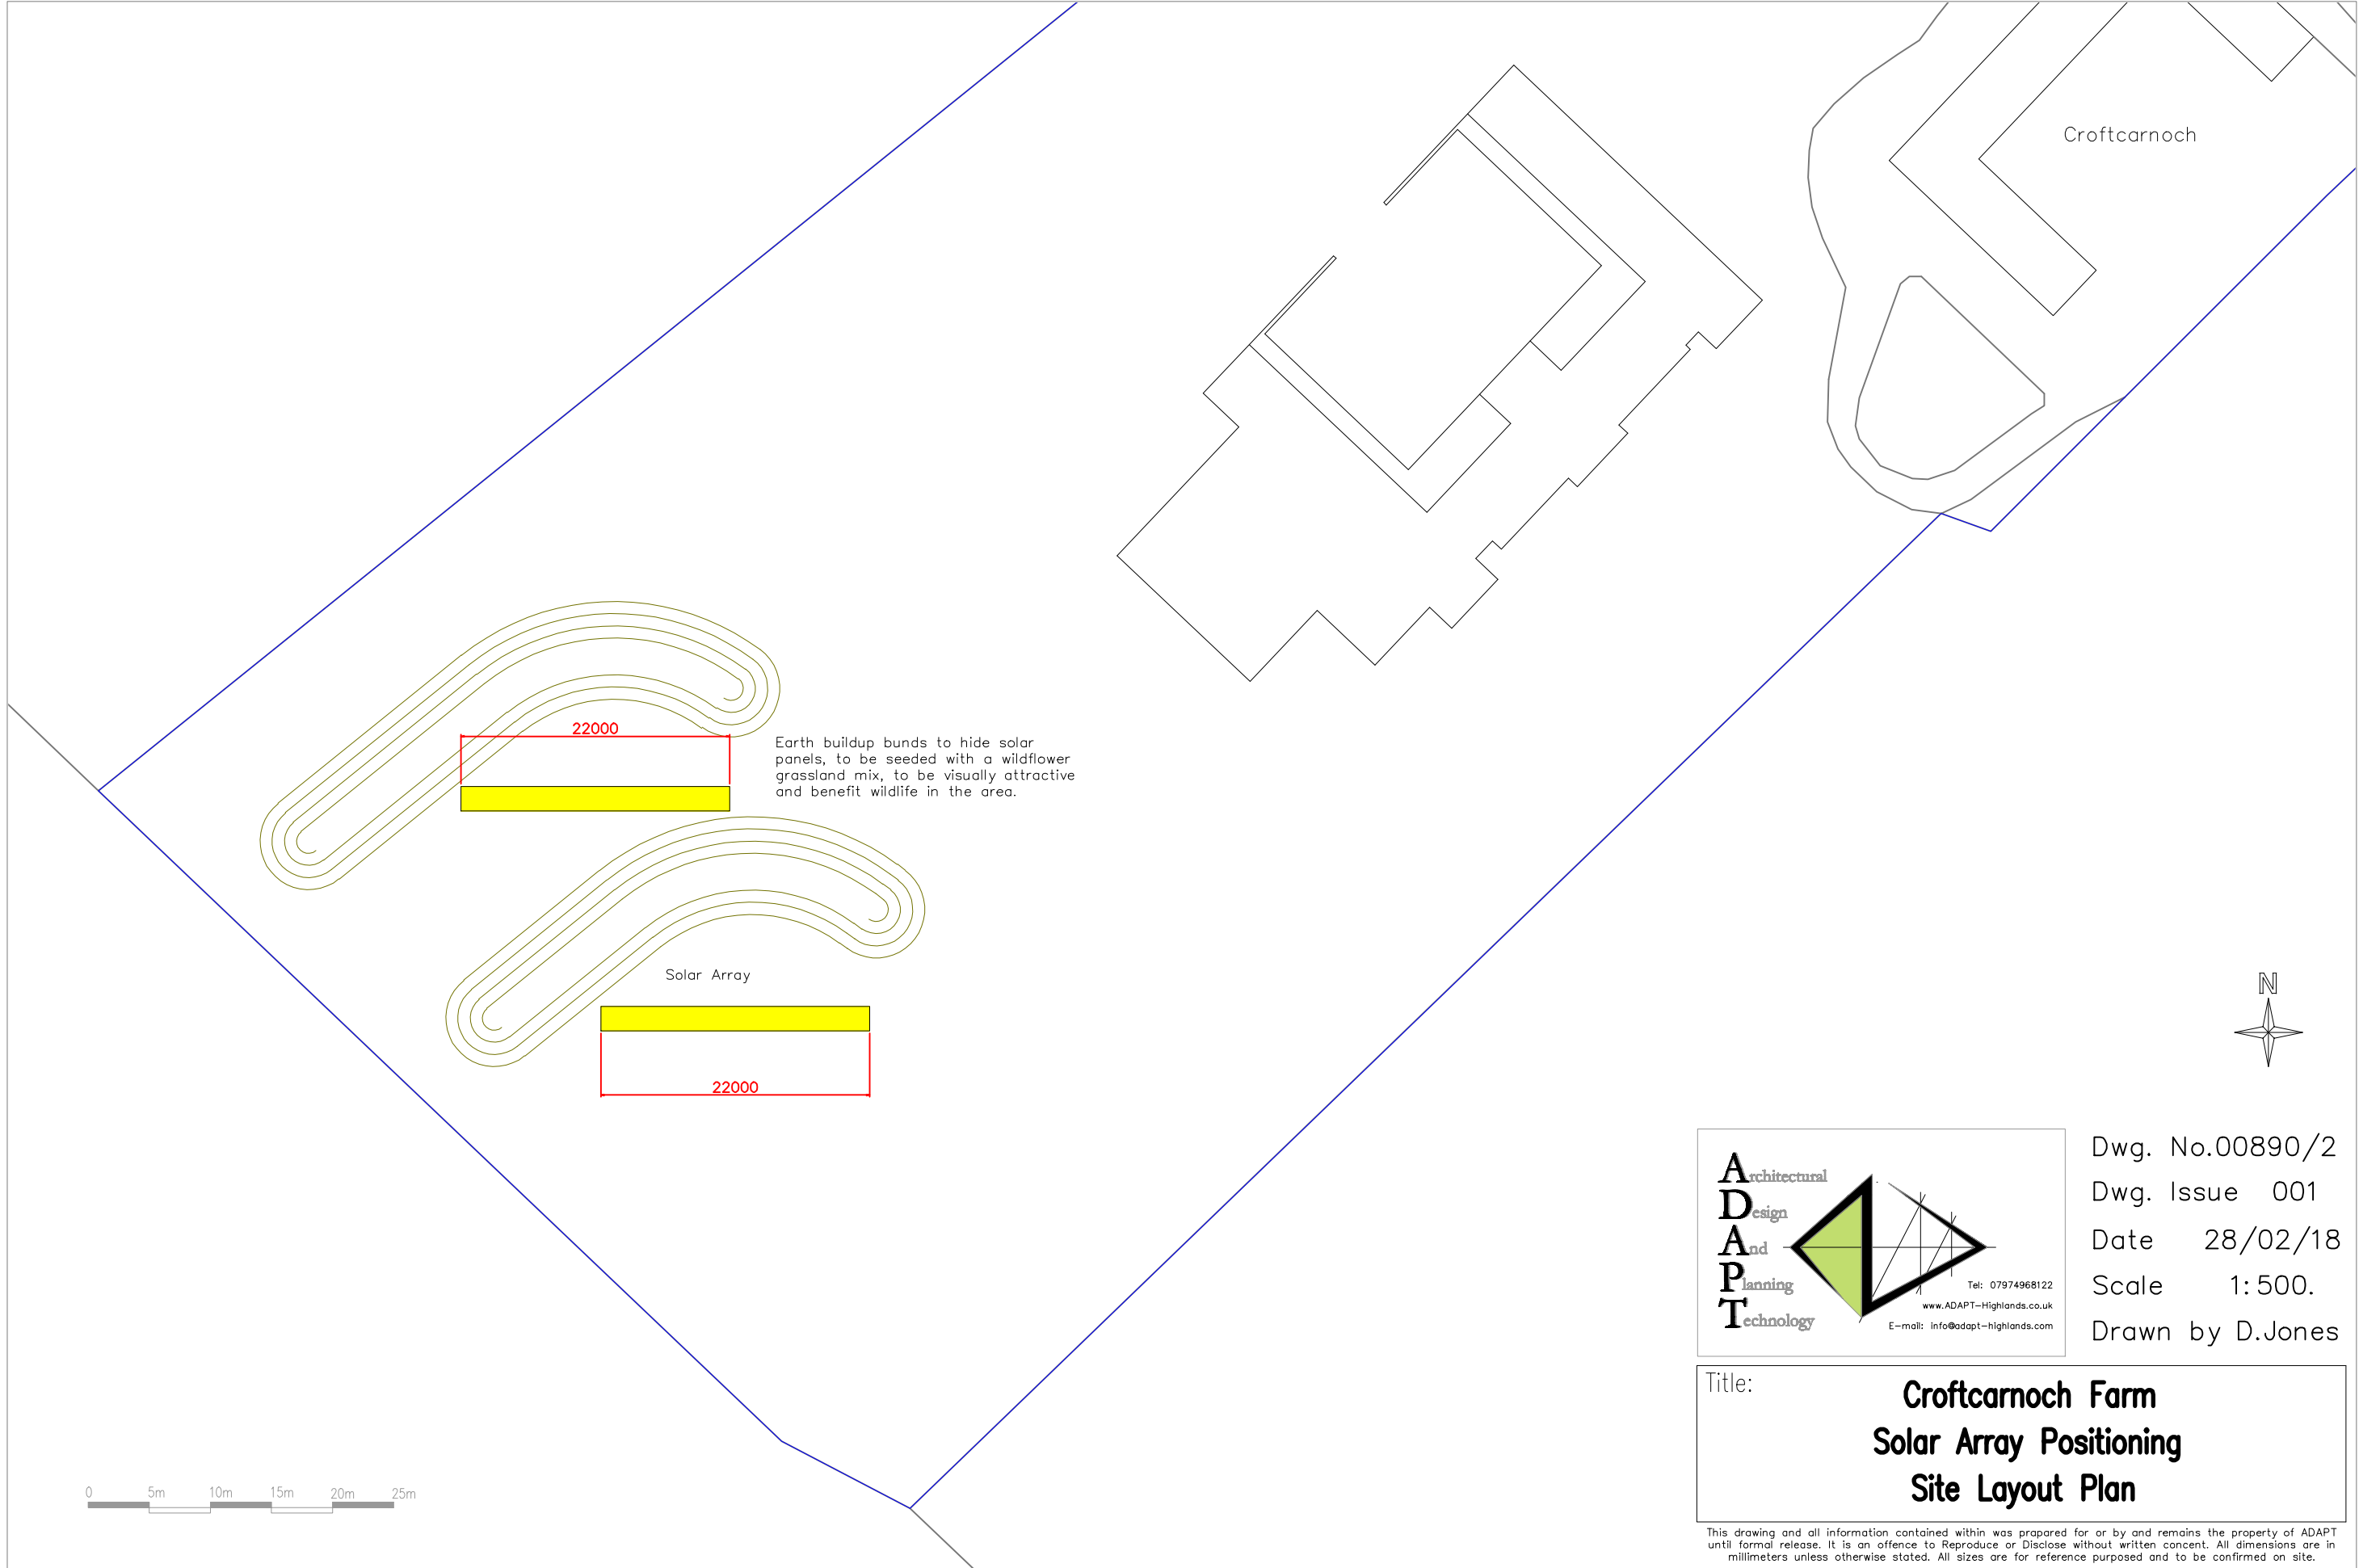 Croftcarnoch
22000
Earth buildup bunds to hide solar
panels, to be seeded with a wildflower
grassland mix, to be visually attractive
and benefit wildlife in the area.
Solar Array
22000
N
0 5m 10m 15m 20m 25m
Architectural
Design
And
Planning
Technology
Tel: 07974968122
www.ADAPT-Highlands.co.uk
E-mail: info@adapt-highlands.com
Dwg. No.00890/2
Dwg. Issue 001
Date 28/02/18
Scale 1:500.
Drawn by D.Jones
Title:
Croftcarnoch Farm
Solar Array Positioning
Site Layout Plan
This drawing and all information contained within was prapared for or by and remains the property of ADAPT
until formal release. It is an offence to Reproduce or Disclose without written concent. All dimensions are in
millimeters unless otherwise stated. All sizes are for reference purposed and to be confirmed on site.